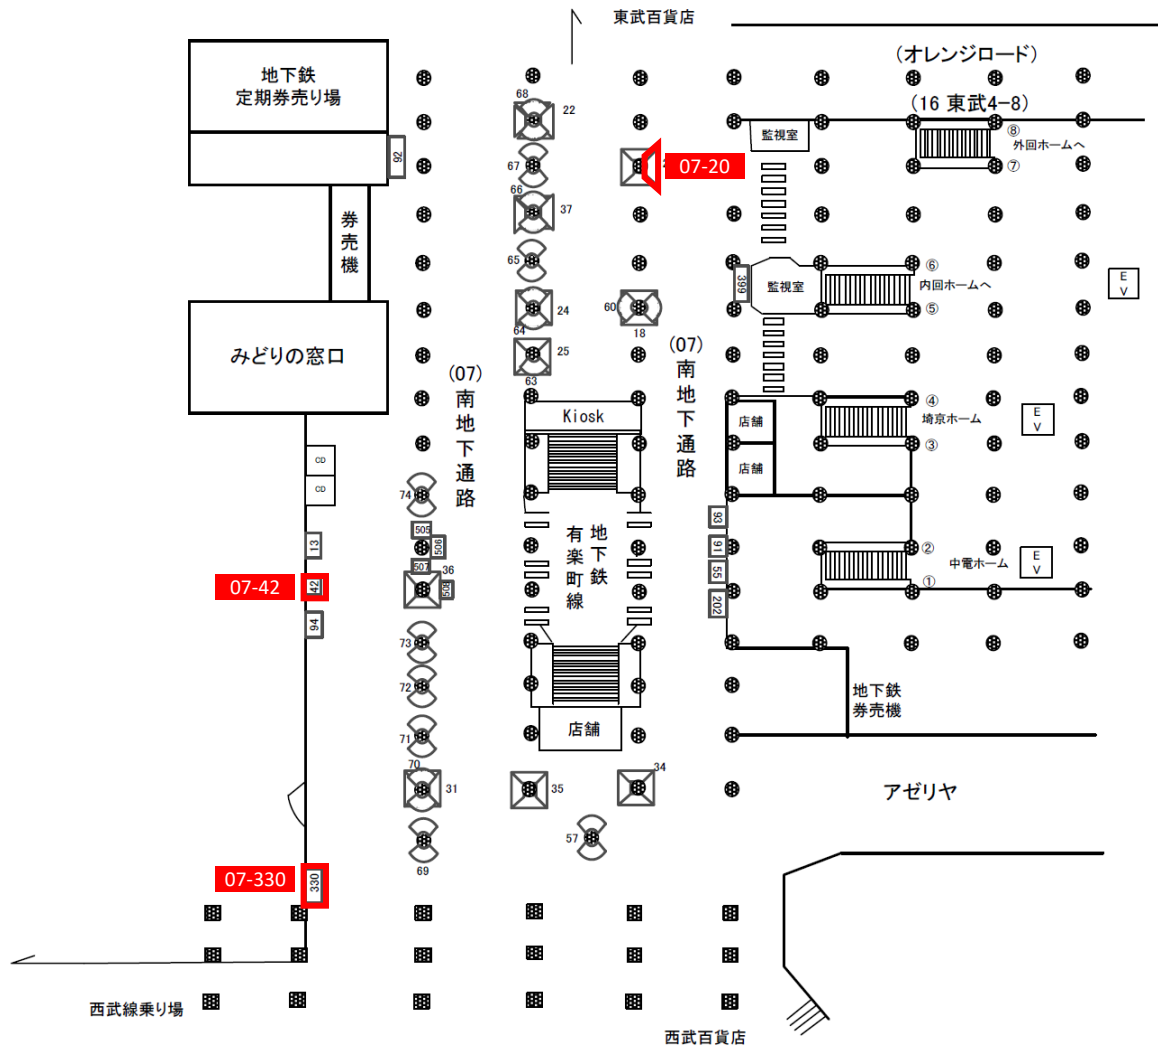 東武百貨店
(オレンジロード)
地下鉄
定期券売り場
68
22
(16 東武4-8)
監視室
⑧
外回ホームへ
⑦
92
67
07-20
66
37
券売機
65
⑥
399
監視室
内回ホームへ
⑤
E
V
24
60
64
18
みどりの窓口
25
63
(07)
南地下通路
(07)
南地下通路
Kiosk
店舗
④
埼京ホーム
③
E
V
店舗
CD
CD
74
93
505
506
507
13
地下鉄
有楽町線
91
②
中電ホーム
E
V
①
36
508
55
07-42
42
202
94
73
72
地下鉄
券売機
71
店舗
70
31
35
34
アゼリヤ
57
69
07-330
330
西武線乗り場
西武百貨店